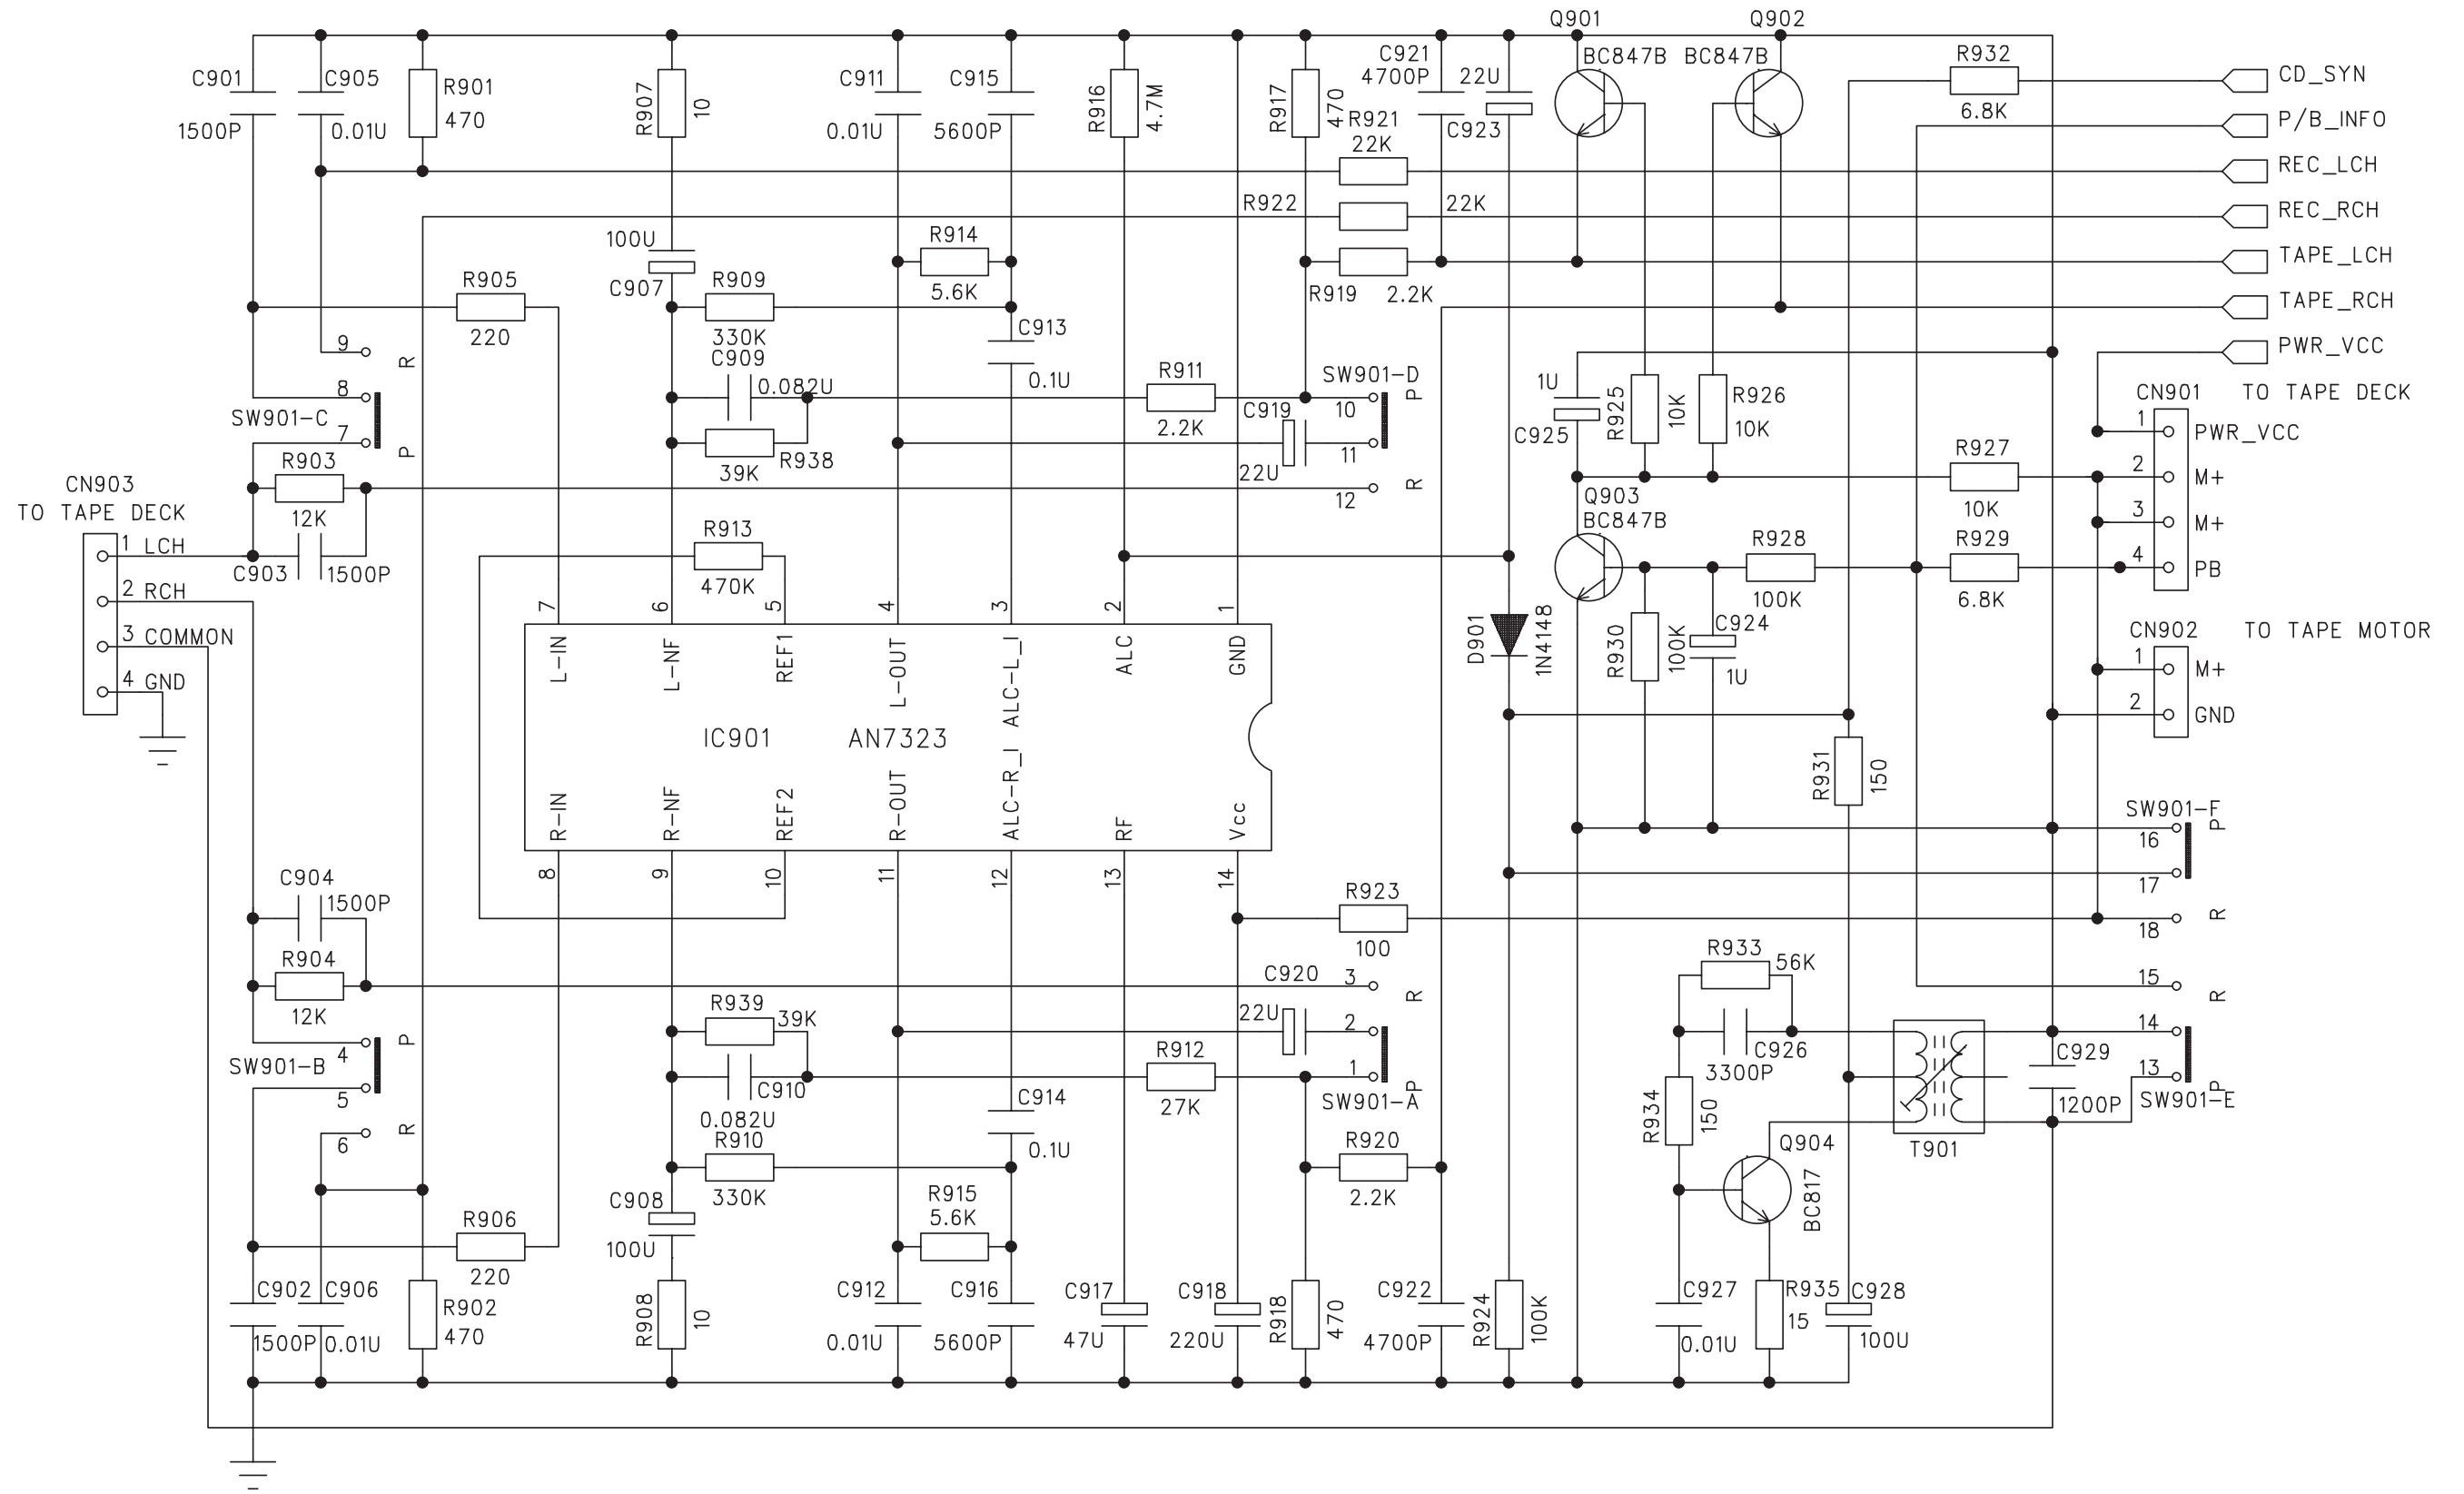 Q901
Q902
C901
1500P
C905
0.01U
R901
470
R907
10
C911
0.01U
C915
5600P
R916
4.7M
R917
470
C921
4700P
22U
C923
BC847B
BC847B
R932
6.8K
CD_SYN
P/B_INFO
REC_LCH
REC_RCH
TAPE_LCH
TAPE_RCH
PWR_VCC
R921
22K
R922
22K
R919
2.2K
100U
C907
R914
5.6K
R905
220
R909
330K
C909
0.082U
R938
39K
C913
0.1U
R911
2.2K
C919
22U
SW901-D
10
11
12
P
R
9
8
7
R
P
SW901-C
1U
C925
R925
10K
R926
10K
CN901
TO TAPE DECK
1
PWR_VCC
2
M+
3
M+
4
PB
R927
10K
Q903
BC847B
R928
100K
R929
6.8K
CN903
TO TAPE DECK
1 LCH
2 RCH
3 COMMON
4 GND
R903
12K
C903
1500P
R913
470K
7
6
5
4
3
2
1
L-IN
L-NF
REF1
L-OUT
ALC-L_I
ALC
GND
IC901
AN7323
R-IN
R-NF
REF2
R-OUT
ALC-R_I
RF
Vcc
8
9
10
11
12
13
14
D901
1N4148
R930
100K
C924
1U
CN902
TO TAPE MOTOR
1
M+
2
GND
R931
150
SW901-F
16
17
18
P
R
C904
1500P
R904
12K
R923
100
C920
22U
3
2
1
R
P
SW901-A
15
14
13
R
P
SW901-E
R933
56K
C926
3300P
C929
1200P
T901
R934
150
Q904
BC817
SW901-B
4
5
6
P
R
R939
39K
C910
0.082U
R910
330K
R912
27K
C914
0.1U
R920
2.2K
R906
220
C908
100U
R915
5.6K
C902
1500P
C906
0.01U
R902
470
R908
10
C912
0.01U
C916
5600P
C917
47U
C918
220U
R918
470
C922
4700P
R924
100K
C927
0.01U
R935
15
C928
100U